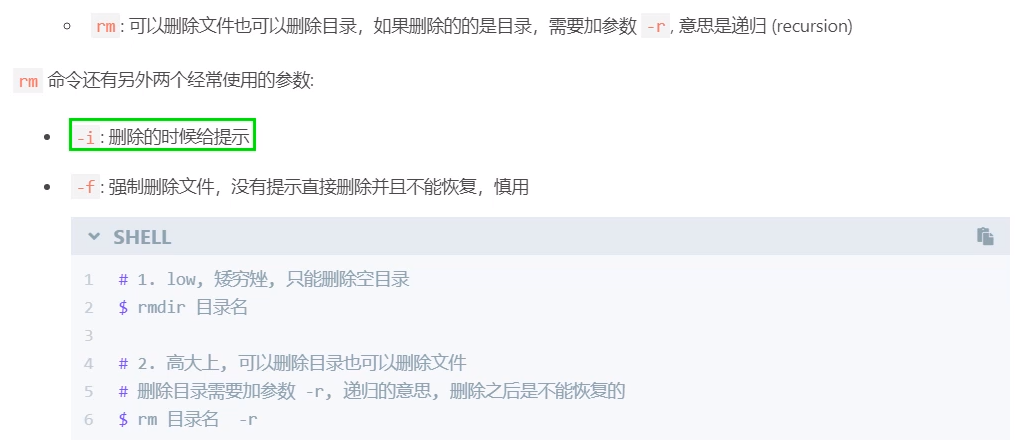 rm: 可以删除文件也可以删除目录，如果删除的的是目录，需要加参数 -r, 意思是递归 (recursion)
rm 命令还有另外两个经常使用的参数:
-i: 删除的时候给提示
-f: 强制删除文件，没有提示直接删除并且不能恢复，慎用
SHELL
1 # 1. low, 矮穷矬, 只能删除空目录
2 $ rmdir 目录名
3
4 # 2. 高大上, 可以删除目录也可以删除文件
5 # 删除目录需要加参数 -r, 递归的意思, 删除之后是不能恢复的
6 $ rm 目录名  -r